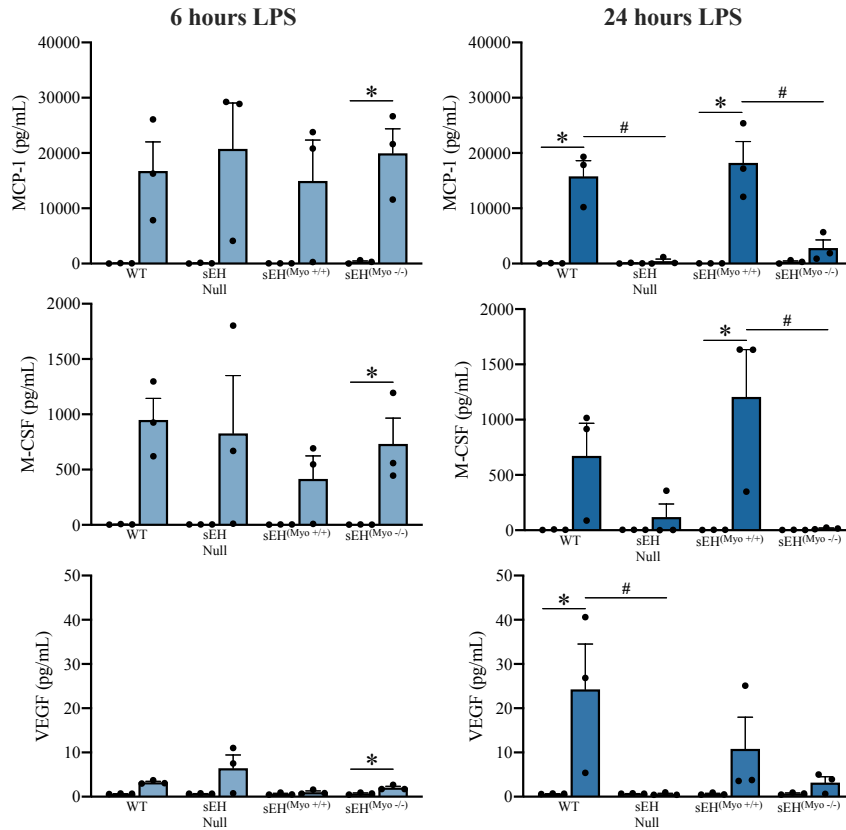 6 hours LPS
24 hours LPS
MCP-1 (pg/mL)
40000
30000
20000
10000
0
*
WT
sEH
Null
sEH(Myo +/+)
sEH(Myo -/-)
MCP-1 (pg/mL)
40000
30000
20000
10000
0
*
#
*
#
WT
sEH
Null
sEH(Myo +/+)
sEH(Myo -/-)
M-CSF (pg/mL)
2000
1500
1000
500
0
*
WT
sEH
Null
sEH(Myo +/+)
sEH(Myo -/-)
M-CSF (pg/mL)
2000
1500
1000
500
0
*
#
WT
sEH
Null
sEH(Myo +/+)
sEH(Myo -/-)
VEGF (pg/mL)
50
40
30
20
10
0
*
WT
sEH
Null
sEH(Myo +/+)
sEH(Myo -/-)
VEGF (pg/mL)
50
40
30
20
10
0
*
#
WT
sEH
Null
sEH(Myo +/+)
sEH(Myo -/-)